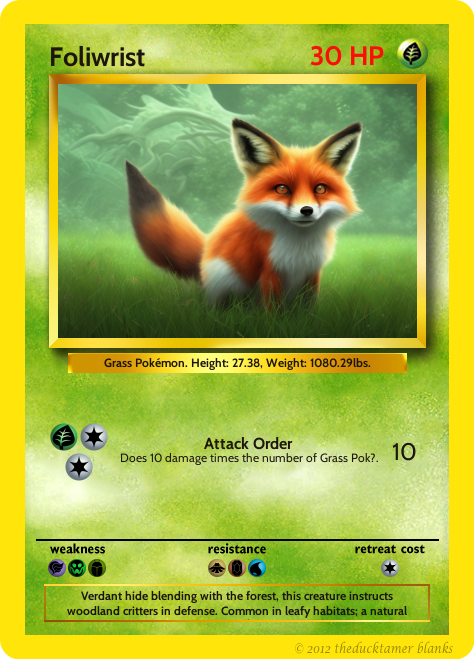 Foliwrist
30 HP
Grass Pokémon. Height: 27.38, Weight: 1080.29lbs.
Attack Order
Does 10 damage times the number of Grass Pok?.
10
weakness
resistance
retreat cost
Verdant hide blending with the forest, this creature instructs
woodland critters in defense. Common in leafy habitats; a natural
© 2012 theducktamer blanks